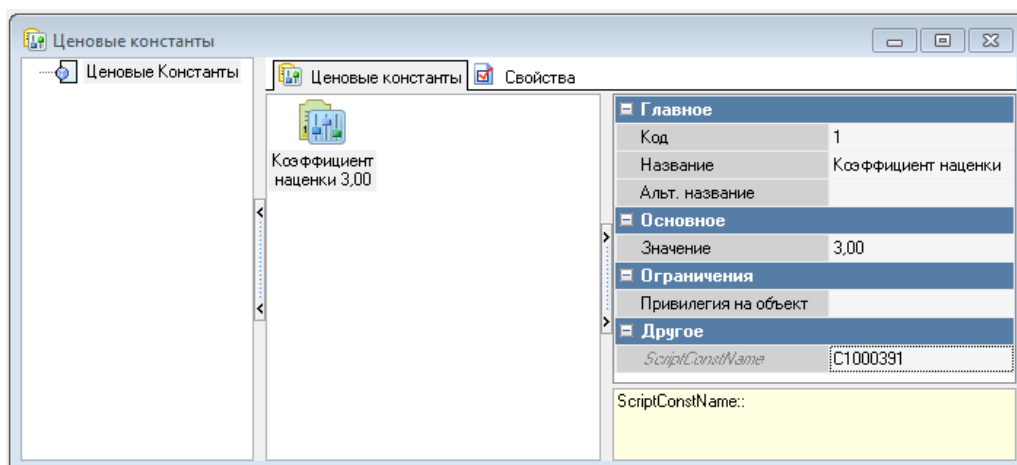 Ценовые константы
Ценовые Константы
Ценовые константы Свойства
Коэффициент
наценки 3,00
Главное
Код 1
Название Коэффициент наценки
Альт. название
Основное
Значение 3,00
Ограничения
Привилегия на объект
Другое
ScriptConstName C1000391
ScriptConstName::